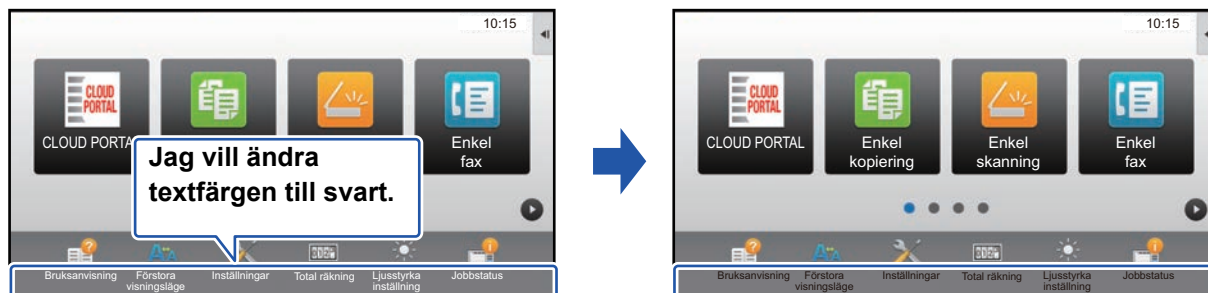 10:15
CLOUD
PORTAL
CLOUD PORTA
Enkel
fax
Jag vill ändra
textfärgen till svart.
Bruksanvisning
Förstora
visningsläge
Inställningar
Total räkning
Ljusstyrka
inställning
Jobbstatus
10:15
CLOUD
PORTAL
CLOUD PORTAL
Enkel
kopiering
Enkel
skanning
Enkel
fax
Bruksanvisning
Förstora
visningsläge
Inställningar
Total räkning
Ljusstyrka
inställning
Jobbstatus